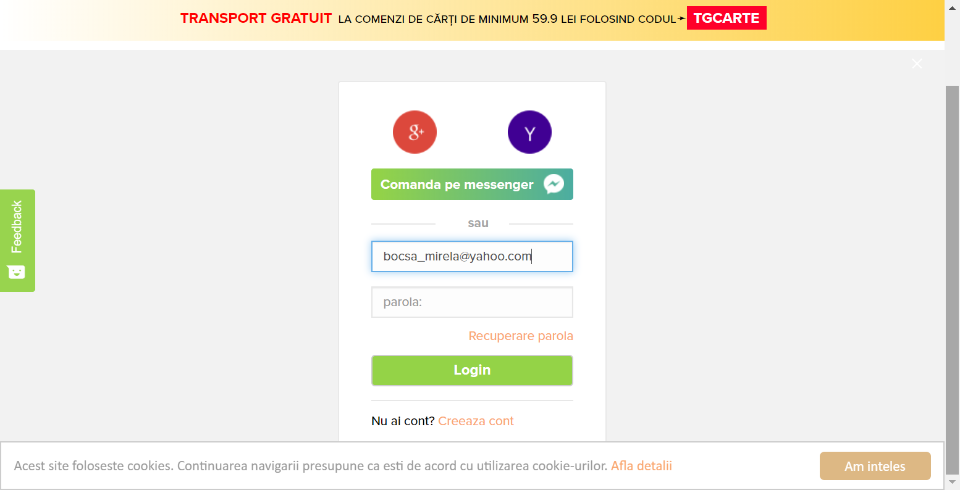 TRANSPORT GRATUIT LA COMENZI DE CĂRȚI DE MINIMUM 59.9 LEI FOLOSIND CODUL TGCARTE
g+
Y
Comanda pe messenger
sau
bocsa_mirela@yahoo.com
parola:
Recuperare parola
Login
Nu ai cont? Creeaza cont
Feedback
Acest site foloseste cookies. Continuarea navigarii presupune ca esti de acord cu utilizarea cookie-urilor. Afla detalii
Am inteles